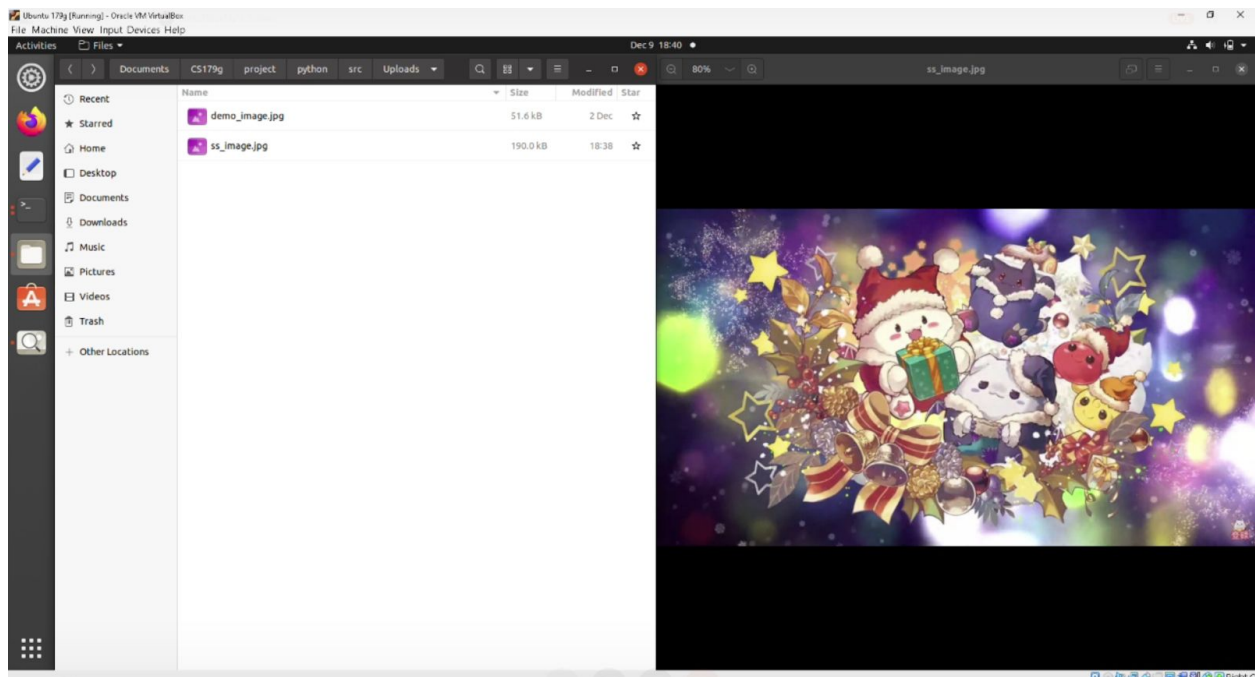 Ubuntu 179g [Running] - Oracle VM VirtualBox
File Machine View Input Devices Help
Activities Files Dec 9 18:40
Documents CS179g project python src Uploads
80% ss_image.jpg
Recent
Starred
Home
Desktop
Documents
Downloads
Music
Pictures
Videos
Trash
+ Other Locations
Name Size Modified Star
demo_image.jpg 51.6 kB 2 Dec
ss_image.jpg 190.0 kB 18:38